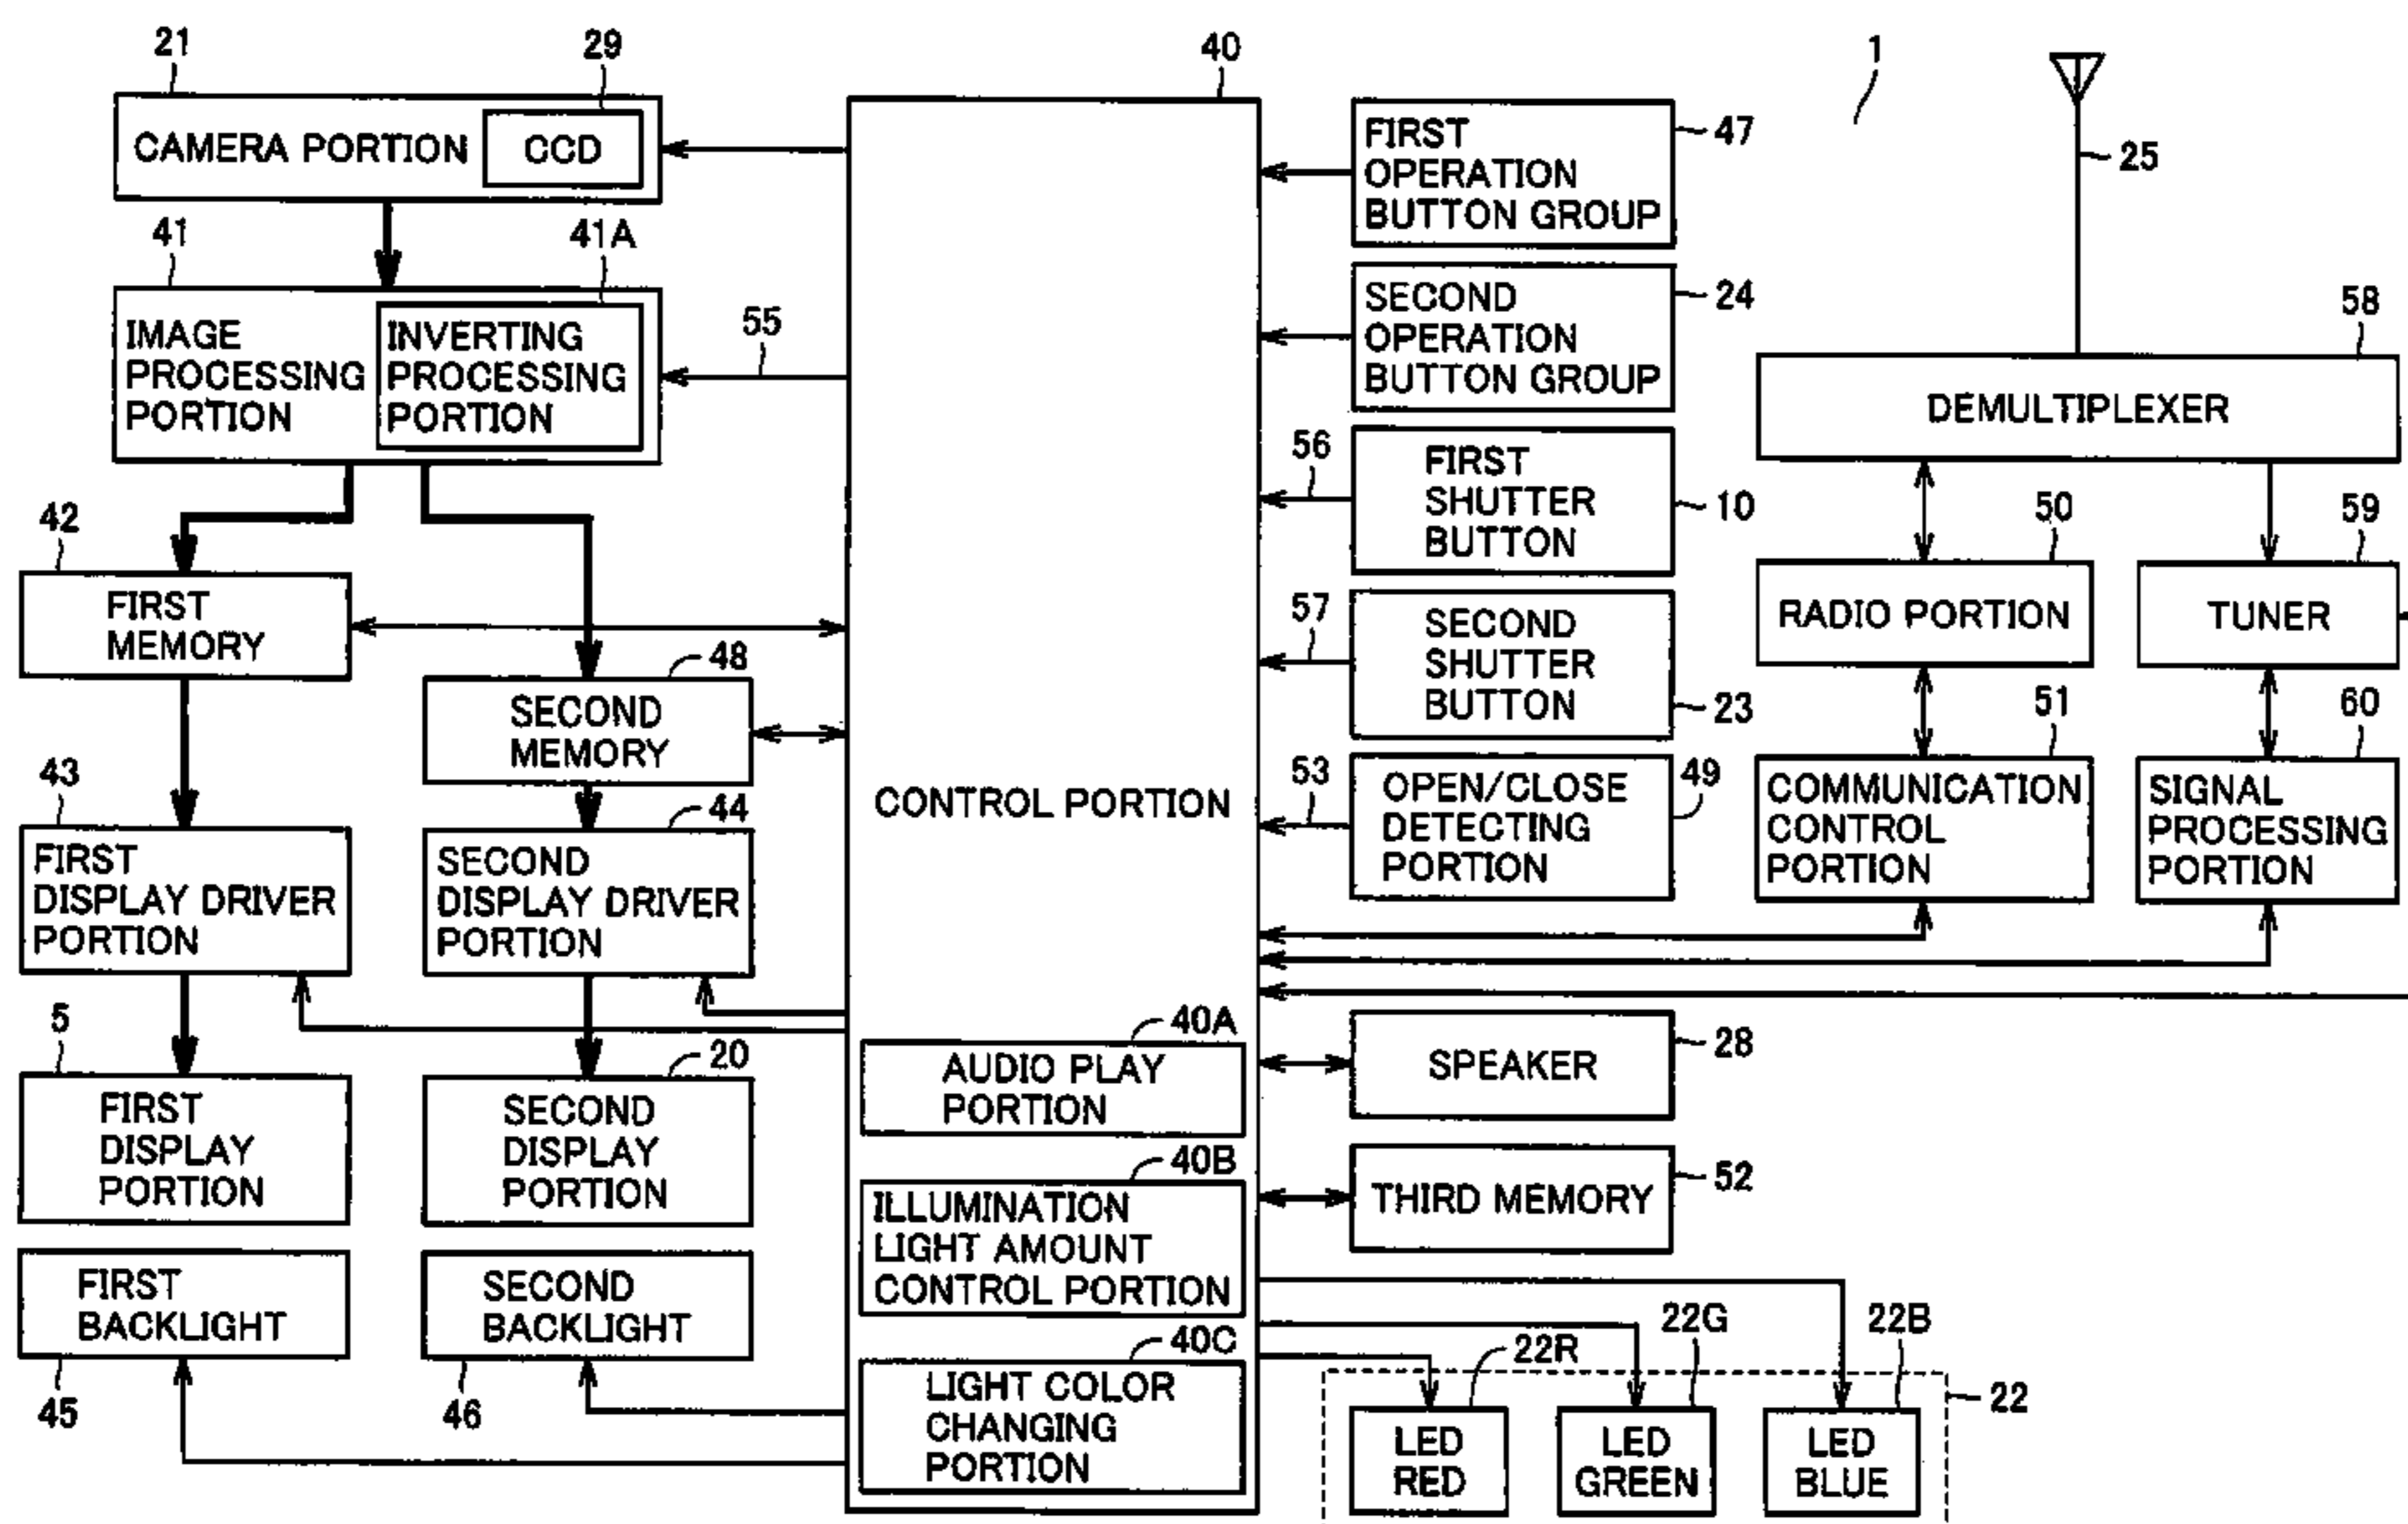 21
29
40
1
CAMERA PORTION
CCD
FIRST
OPERATION
BUTTON GROUP
47
25
41
41A
IMAGE
PROCESSING
PORTION
INVERTING
PROCESSING
PORTION
55
SECOND
OPERATION
BUTTON GROUP
24
58
DEMULTIPLEXER
56
FIRST
SHUTTER
BUTTON
10
42
FIRST
MEMORY
50
59
RADIO PORTION
TUNER
57
SECOND
SHUTTER
BUTTON
23
48
SECOND
MEMORY
51
60
43
44
FIRST
DISPLAY DRIVER
PORTION
SECOND
DISPLAY DRIVER
PORTION
CONTROL PORTION
53
OPEN/CLOSE
DETECTING
PORTION
49
COMMUNICATION
CONTROL
PORTION
SIGNAL
PROCESSING
PORTION
5
20
FIRST
DISPLAY
PORTION
SECOND
DISPLAY
PORTION
40A
AUDIO PLAY
PORTION
SPEAKER
28
40B
ILLUMINATION
LIGHT AMOUNT
CONTROL PORTION
THIRD MEMORY
52
FIRST
BACKLIGHT
SECOND
BACKLIGHT
45
46
40C
LIGHT COLOR
CHANGING
PORTION
22R
22G
22B
22
LED
RED
LED
GREEN
LED
BLUE